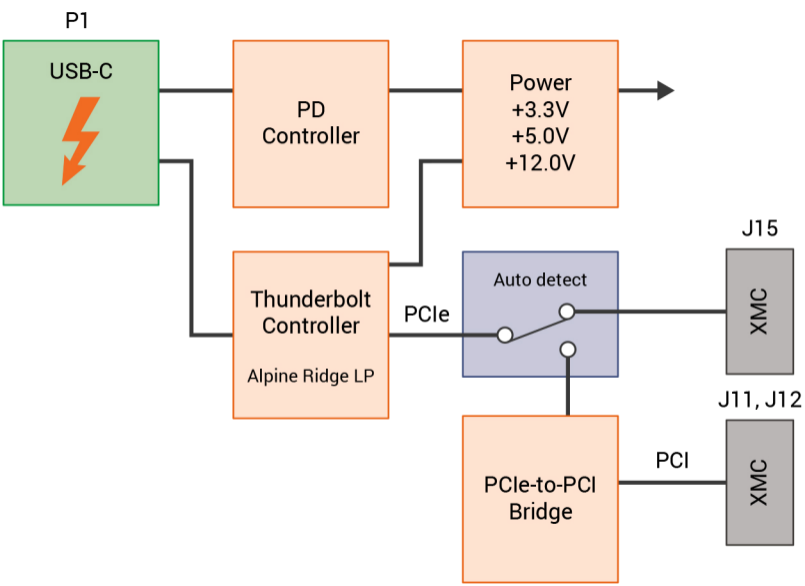 P1
USB-C
PD
Controller
Power
+3.3V
+5.0V
+12.0V
Thunderbolt
Controller
Alpine Ridge LP
PCIe
Auto detect
J15
XMC
J11, J12
XMC
PCIe-to-PCI
Bridge
PCI